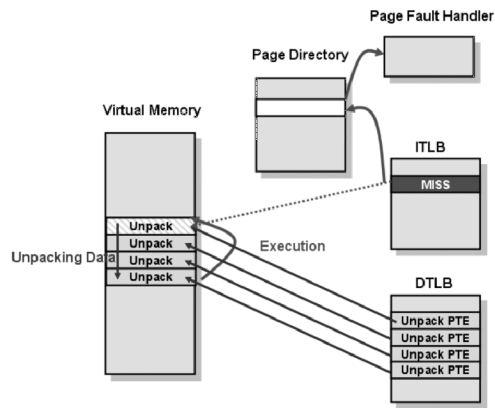 Page Fault Handler
Page Directory
Virtual Memory
ITLB
MISS
Unpack
Unpack
Unpack
Unpack
Unpacking Data
Execution
DTLB
Unpack PTE
Unpack PTE
Unpack PTE
Unpack PTE